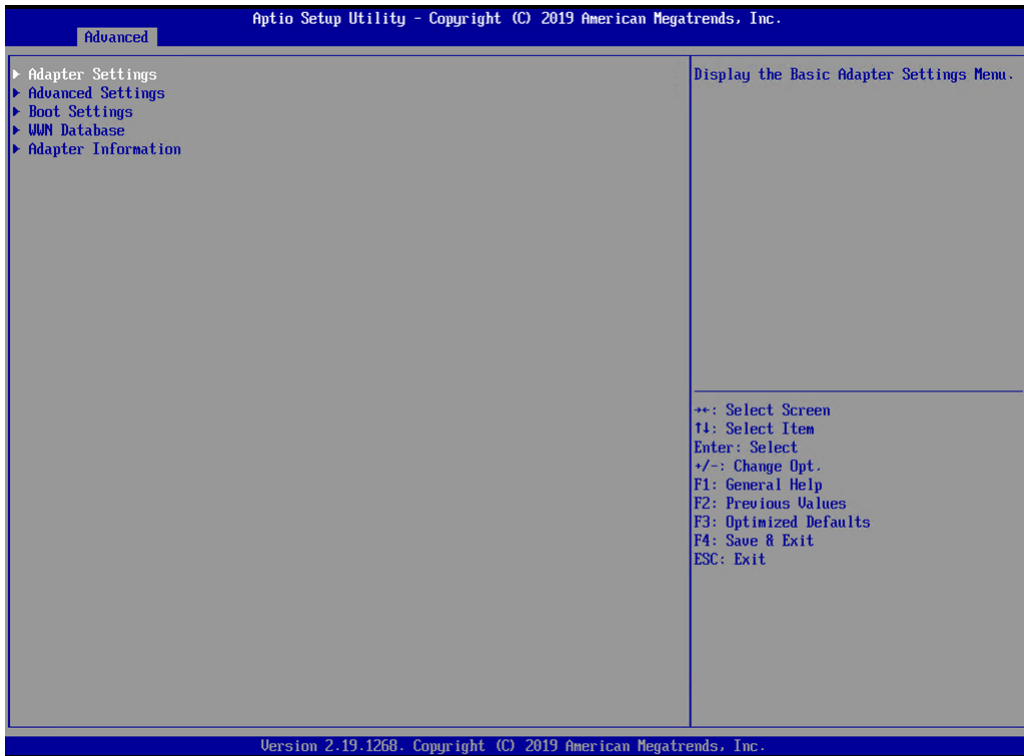 Aptio Setup Utility - Copyright (C) 2019 American Megatrends, Inc.
Advanced
Adapter Settings
Advanced Settings
Boot Settings
WWN Database
Adapter Information
Display the Basic Adapter Settings Menu.
→←: Select Screen
↑↓: Select Item
Enter: Select
+/-: Change Opt.
F1: General Help
F2: Previous Values
F3: Optimized Defaults
F4: Save & Exit
ESC: Exit
Version 2.19.1268. Copyright (C) 2019 American Megatrends, Inc.